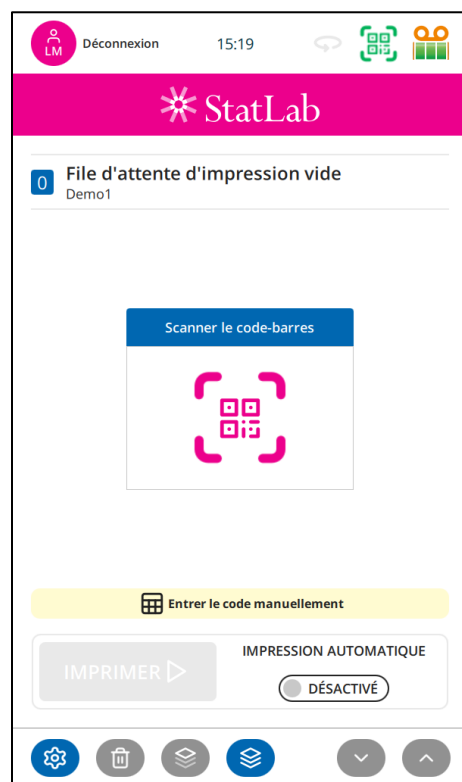 LM
Déconnexion
15:19
StatLab
0
File d'attente d'impression vide
Demo1
Scanner le code-barres
Entrer le code manuellement
IMPRIMER
IMPRESSION AUTOMATIQUE
DÉSACTIVÉ